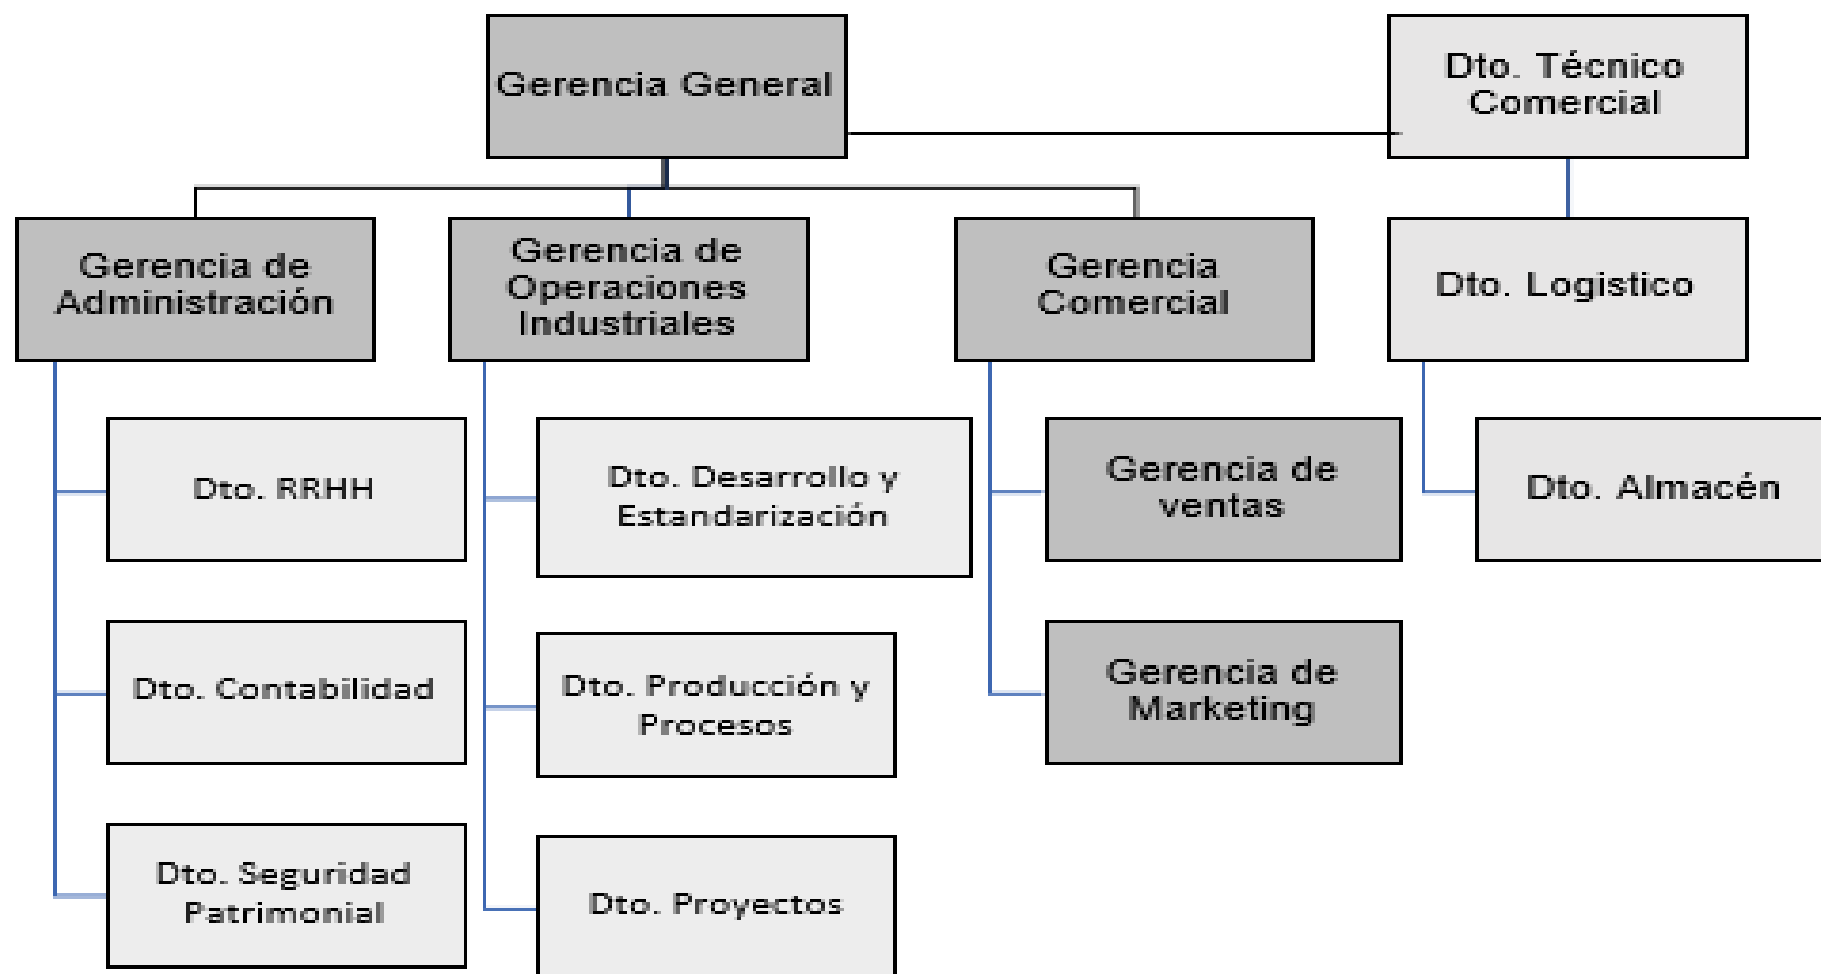 Gerencia General
Dto. Técnico
Comercial
Gerencia de
Administración
Gerencia de
Operaciones
Industriales
Gerencia
Comercial
Dto. Logistico
Dto. RRHH
Dto. Desarrollo y
Estandarización
Gerencia de
ventas
Dto. Almacén
Dto. Contabilidad
Dto. Producción y
Procesos
Gerencia de
Marketing
Dto. Seguridad
Patrimonial
Dto. Proyectos